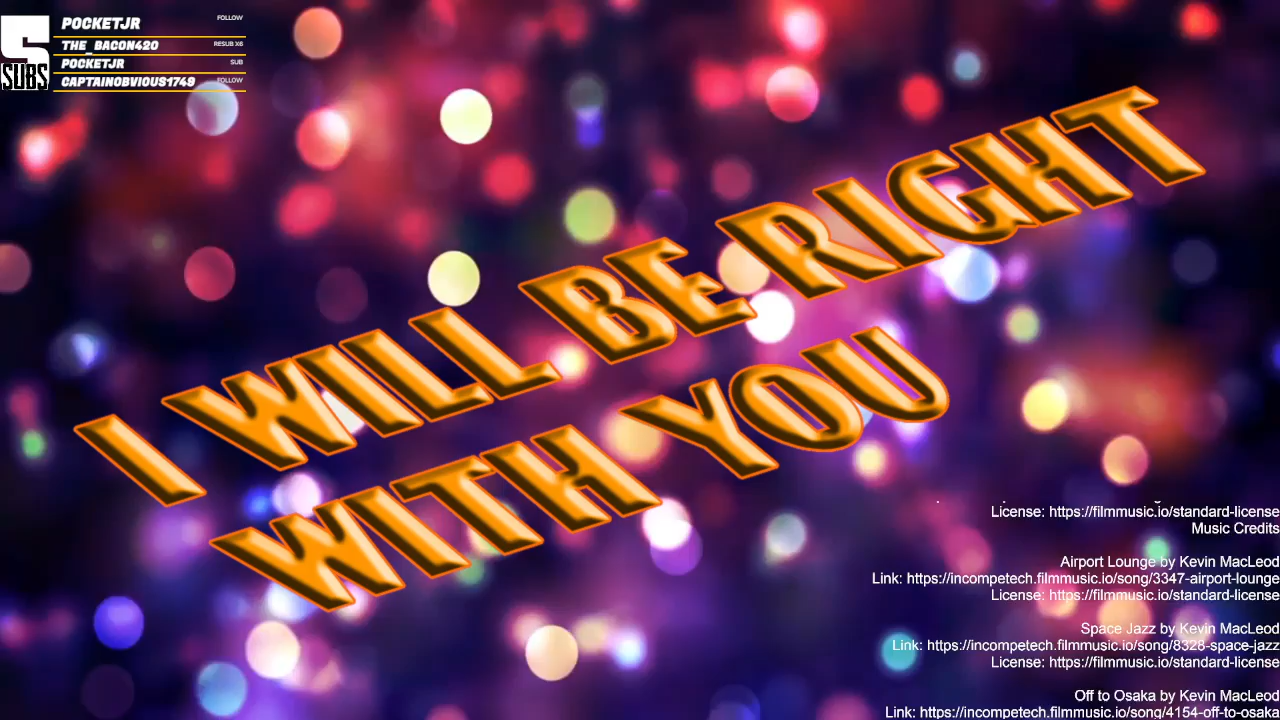 5
SUBS
POCKETJR FOLLOW
THE_BACON420 RESUB X6
POCKETJR SUB
CAPTAINOBVIOUS1749 FOLLOW
I WILL BE RIGHT
WITH YOU
License: https://filmmusic.io/standard-license
Music Credits
Airport Lounge by Kevin MacLeod
Link: https://incompetech.filmmusic.io/song/3347-airport-lounge
License: https://filmmusic.io/standard-license
Space Jazz by Kevin MacLeod
Link: https://incompetech.filmmusic.io/song/8328-space-jazz
License: https://filmmusic.io/standard-license
Off to Osaka by Kevin MacLeod
Link: https://incompetech.filmmusic.io/song/4154-off-to-osaka